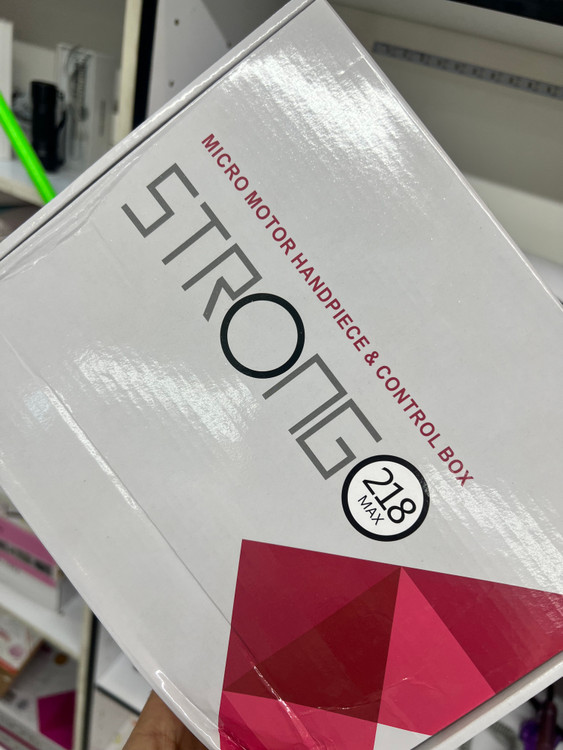 MICRO MOTOR HANDPIECE & CONTROL BOX
STRONG
218
MAX